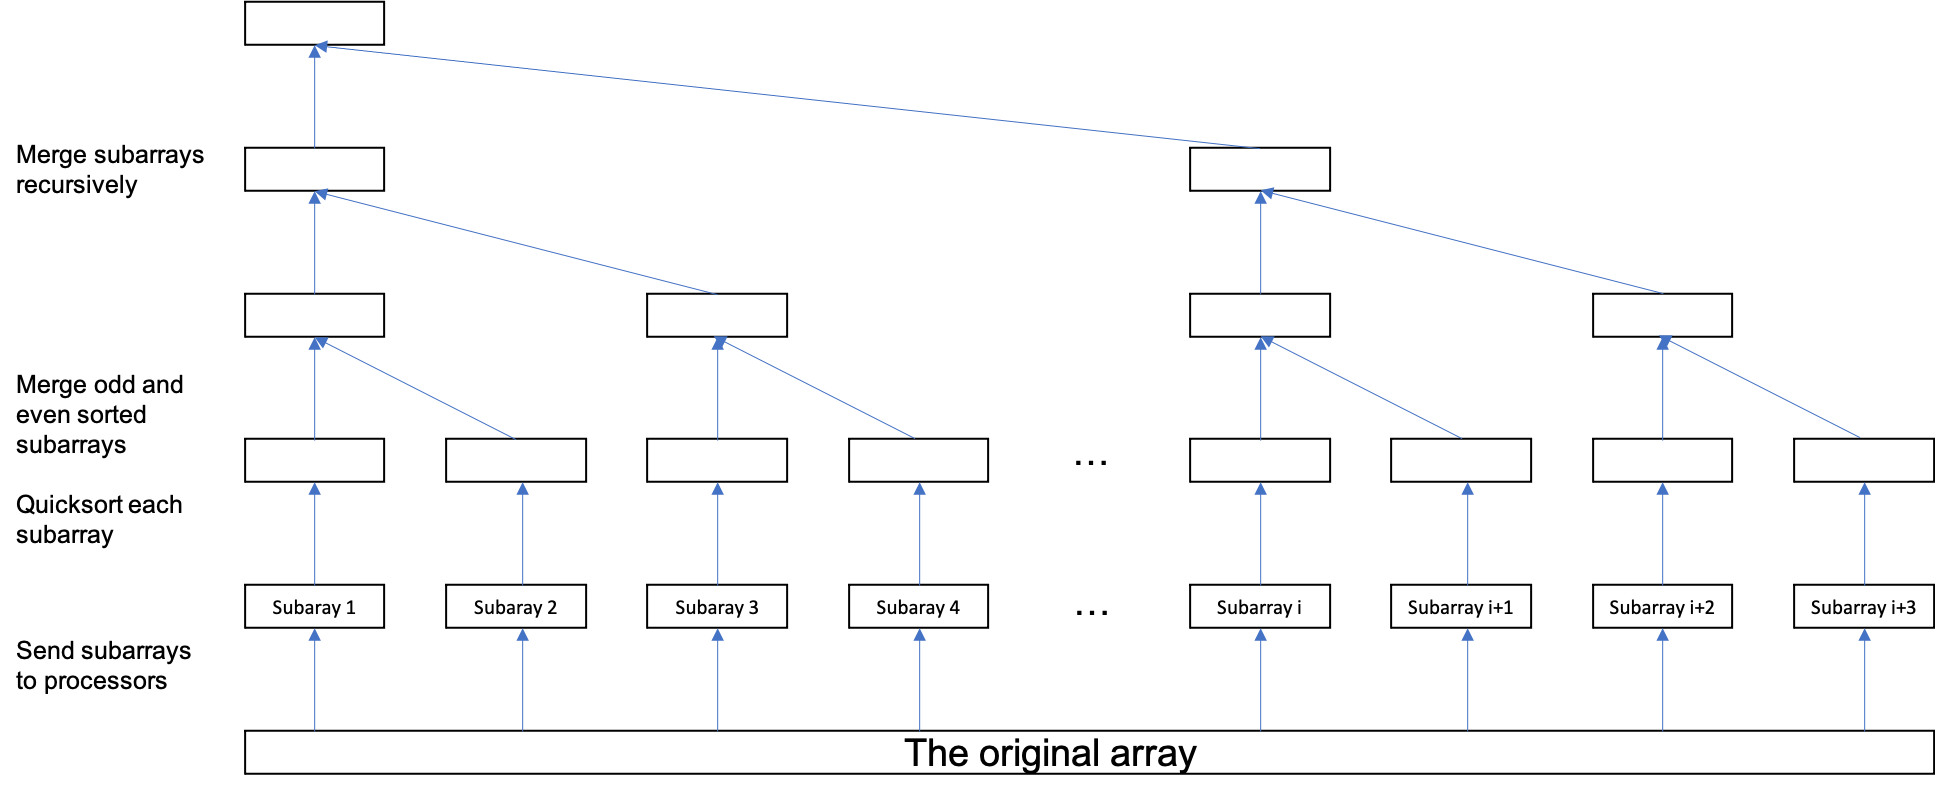 Merge subarrays
recursively
Merge odd and
even sorted
subarrays
...
Quicksort each
subarray
Subaray 1
Subaray 2
Subaray 3
Subaray 4
...
Subarray i
Subarray i+1
Subarray i+2
Subarray i+3
Send subarrays
to processors
The original array